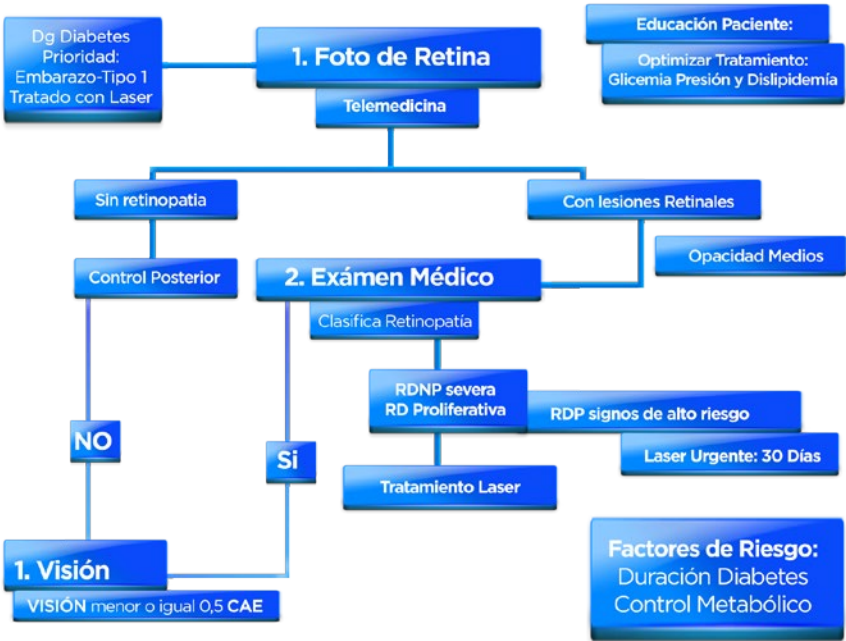 Dg Diabetes
Prioridad:
Embarazo-Tipo 1
Tratado con Laser
1. Foto de Retina
Telemedicina
Educación Paciente:
Optimizar Tratamiento:
Glicemia Presión y Dislipidemía
Sin retinopatia
Con lesiones Retinales
Control Posterior
2. Exámen Médico
Opacidad Medios
Clasifica Retinopatía
RDNP severa
RD Proliferativa
RDP signos de alto riesgo
NO
Si
Laser Urgente: 30 Días
Tratamiento Laser
1. Visión
VISIÓN menor o igual 0,5 CAE
Factores de Riesgo:
Duración Diabetes
Control Metabólico